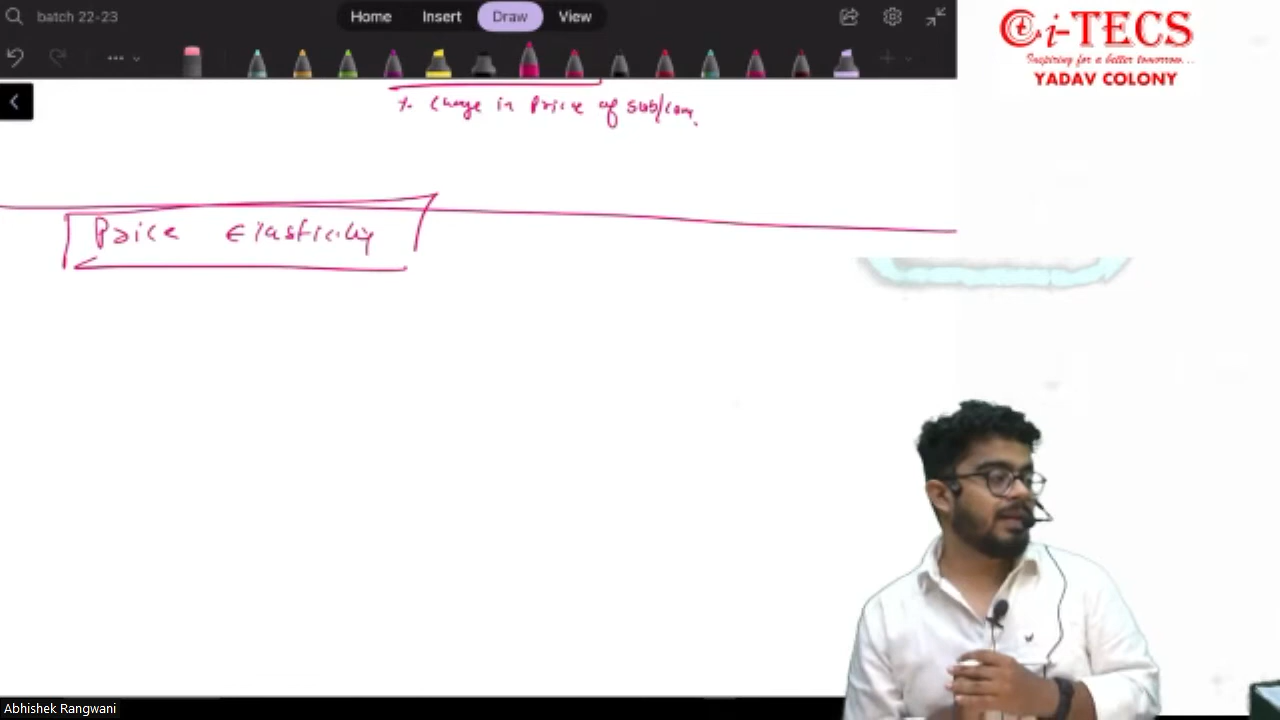 batch 22-23
Home Insert Draw View
i-TECS
Inspiring for a better tomorrow...
YADAV COLONY
% Change in Price of sub/com.
Price Elasticity
Abhishek Rangwani